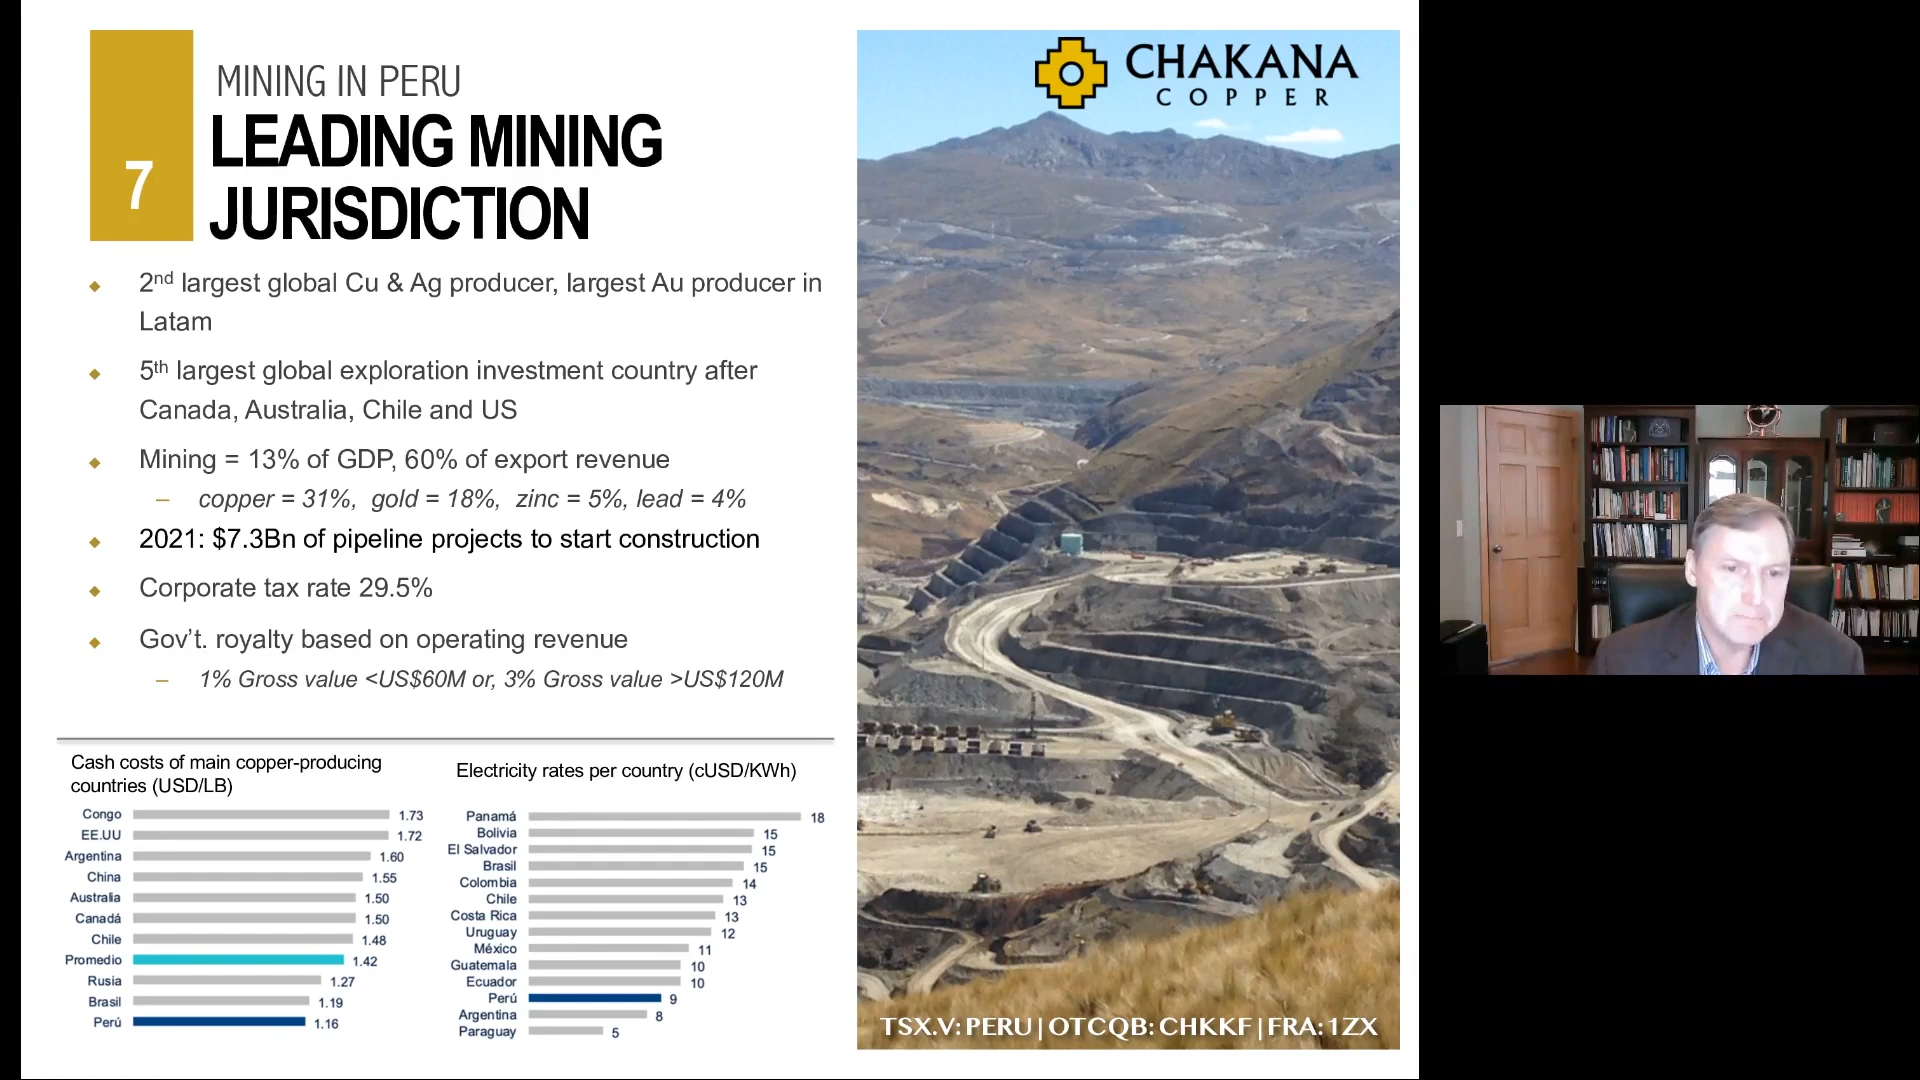 7
MINING IN PERU
LEADING MINING
JURISDICTION
CHAKANA
COPPER
2nd largest global Cu & Ag producer, largest Au producer in
Latam
5th largest global exploration investment country after
Canada, Australia, Chile and US
Mining = 13% of GDP, 60% of export revenue
– copper = 31%, gold = 18%, zinc = 5%, lead = 4%
2021: $7.3Bn of pipeline projects to start construction
Corporate tax rate 29.5%
Gov't. royalty based on operating revenue
– 1% Gross value <US$60M or, 3% Gross value >US$120M
Cash costs of main copper-producing
countries (USD/LB)
Congo 1.73
EE.UU 1.72
Argentina 1.60
China 1.55
Australia 1.50
Canadá 1.50
Chile 1.48
Promedio 1.42
Rusia 1.27
Brasil 1.19
Perú 1.16
Electricity rates per country (cUSD/KWh)
Panamá 18
Bolivia 15
El Salvador 15
Brasil 15
Colombia 14
Chile 13
Costa Rica 13
Uruguay 12
México 11
Guatemala 10
Ecuador 10
Perú 9
Argentina 8
Paraguay 5
TSX.V: PERU | OTCQB: CHKKF | FRA: 1ZX